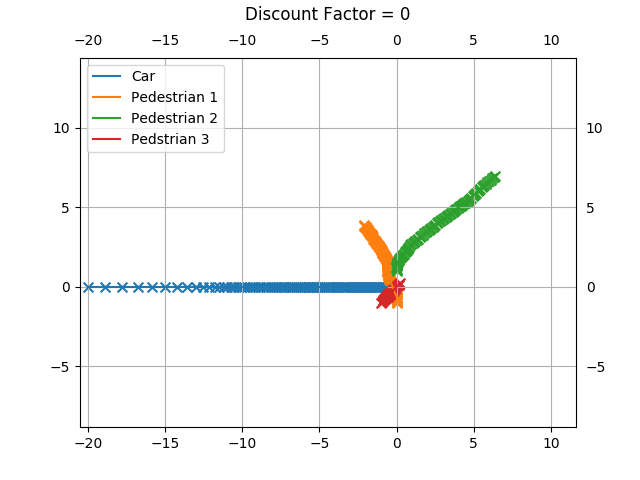 Discount Factor = 0
−20 −15 −10 −5 0 5 10
Car
Pedestrian 1
Pedestrian 2
Pedstrian 3
10 10
5 5
0 0
−5 −5
−20 −15 −10 −5 0 5 10